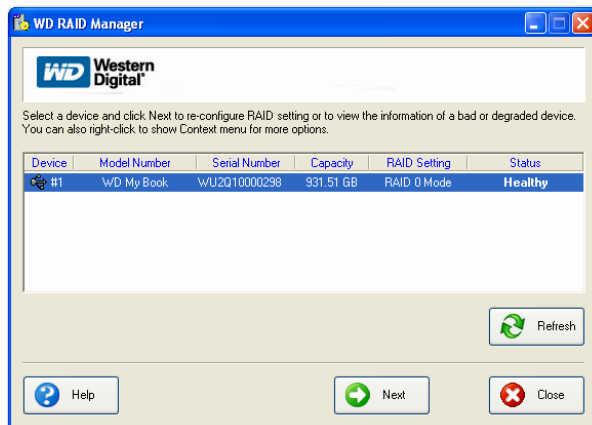 WD RAID Manager
WD Western Digital®
Select a device and click Next to re-configure RAID setting or to view the information of a bad or degraded device.
You can also right-click to show Context menu for more options.
Device Model Number Serial Number Capacity RAID Setting Status
#1 WD My Book WU2Q10000298 931.51 GB RAID 0 Mode Healthy
Refresh
Help Next Close